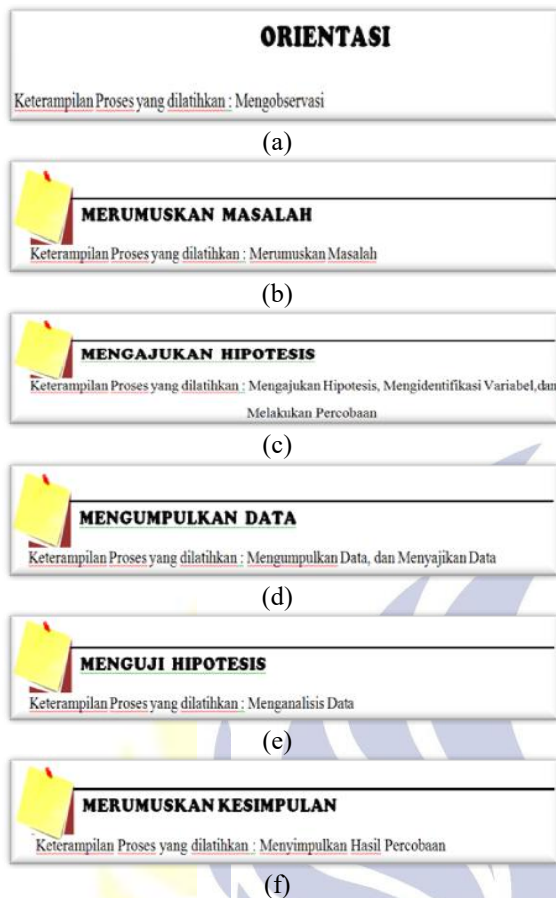 ORIENTASI
Keterampilan Proses yang dilatihkan : Mengobservasi
(a)
MERUMUSKAN MASALAH
Keterampilan Proses yang dilatihkan : Merumuskan Masalah
(b)
MENGAJUKAN HIPOTESIS
Keterampilan Proses yang dilatihkan : Mengajukan Hipotesis, Mengidentifikasi Variabel,dan
Melakukan Percobaan
(c)
MENGUMPULKAN DATA
Keterampilan Proses yang dilatihkan : Mengumpulkan Data, dan Menyajikan Data
(d)
MENGUJI HIPOTESIS
Keterampilan Proses yang dilatihkan : Menganalisis Data
(e)
MERUMUSKAN KESIMPULAN
Keterampilan Proses yang dilatihkan : Menyimpulkan Hasil Percobaan
(f)